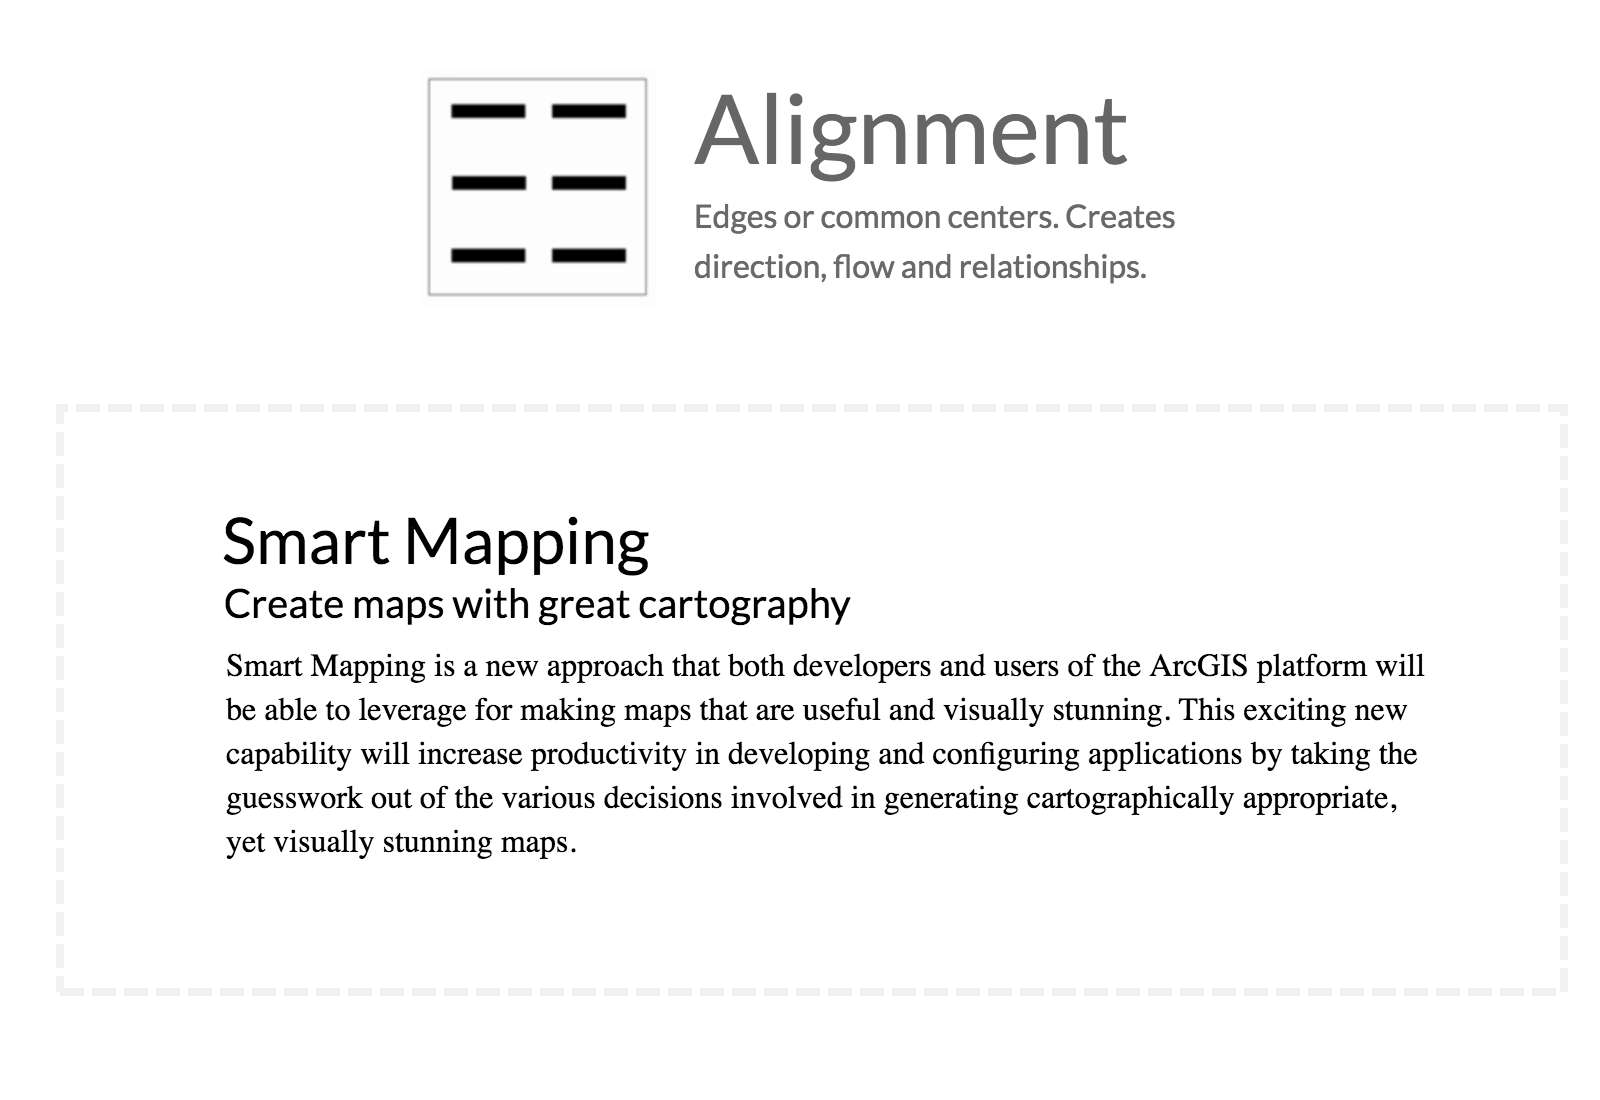 Alignment
Edges or common centers. Creates
direction, flow and relationships.
Smart Mapping
Create maps with great cartography
Smart Mapping is a new approach that both developers and users of the ArcGIS platform will
be able to leverage for making maps that are useful and visually stunning. This exciting new
capability will increase productivity in developing and configuring applications by taking the
guesswork out of the various decisions involved in generating cartographically appropriate,
yet visually stunning maps.